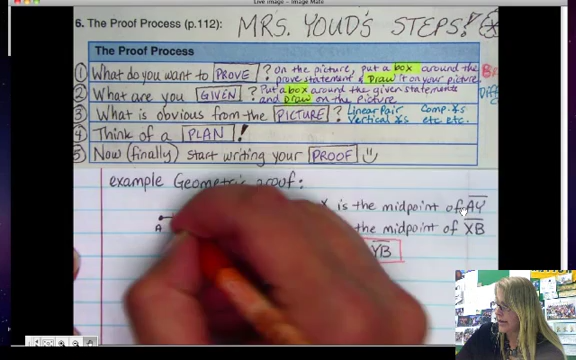 Live image - Image Mate
6. The Proof Process (p.112): MRS. YOUD'S STEPS!
The Proof Process
① What do you want to PROVE? On the picture, put a box around the
prove statement & Draw it on your picture
② What are you GIVEN? Put a box around the given statements
and Draw on the picture
③ What is obvious from the PICTURE? Linear Pair Comp. ∠s
Vertical ∠s etc. etc.
④ Think of a PLAN!
⑤ Now (finally) start writing your PROOF
example Geometric proof:
is the midpoint of AY
the midpoint of XB
A
YB